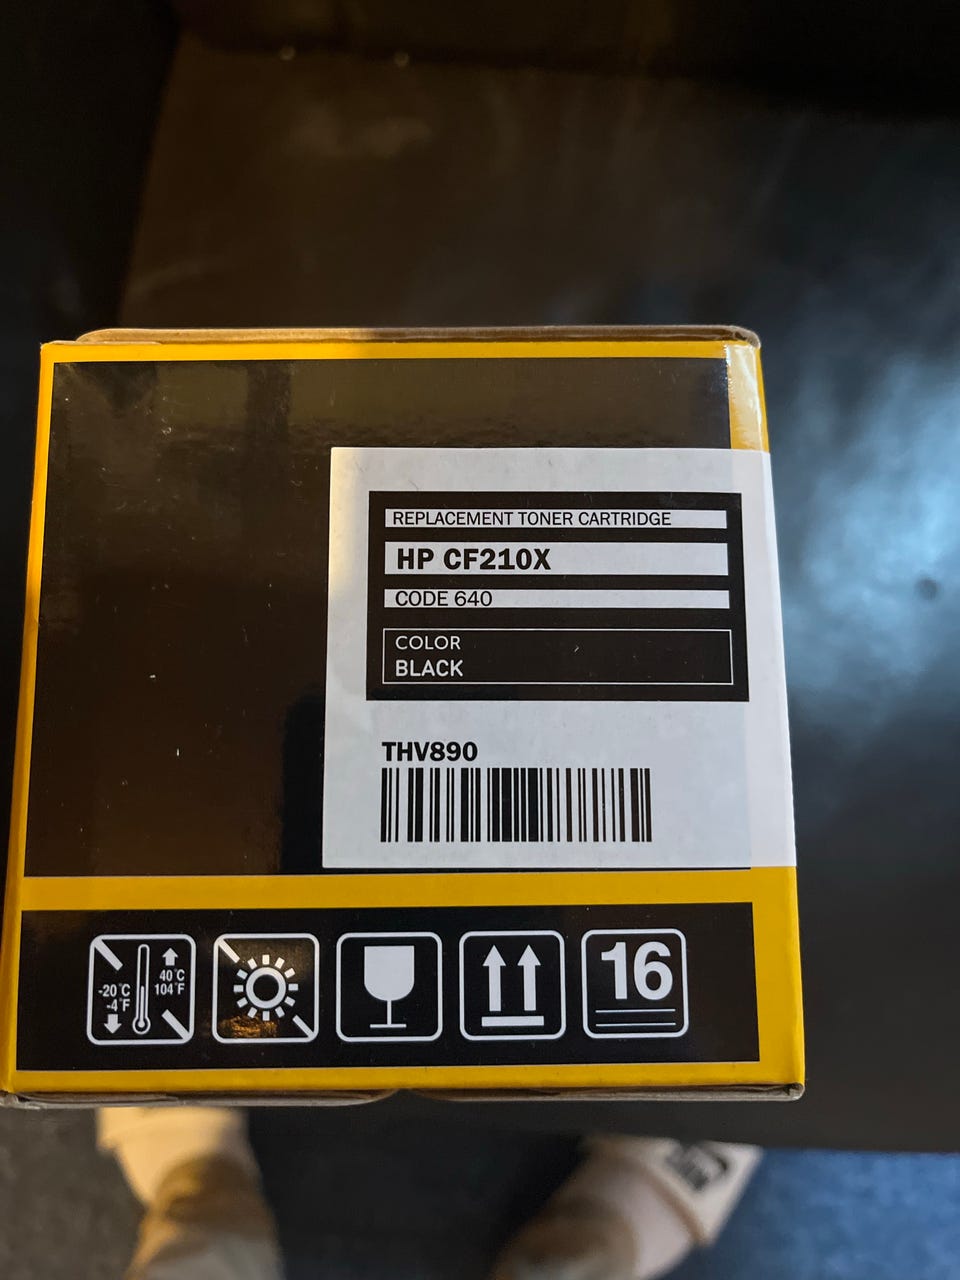 REPLACEMENT TONER CARTRIDGE
HP CF210X
CODE 640
COLOR
BLACK
THV890
40°C
104°F
-20°C
-4°F
16